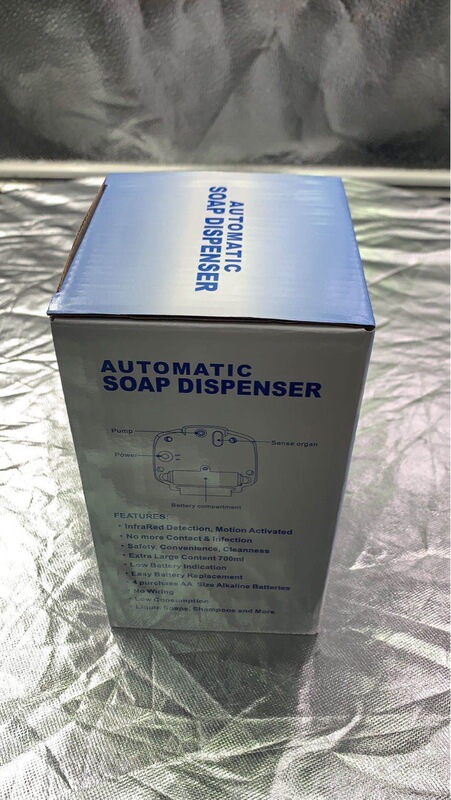 AUTOMATIC
SOAP DISPENSER
AUTOMATIC
SOAP DISPENSER
Pump
Sense organ
Power
Battery compartment
FEATURES:
· InfraRed Detection, Motion Activated
· No more Contact & Infection
· Safety, Convenience, Cleanness
· Extra Large Content 700ml
· Low Battery Indication
· Easy Battery Replacement
· 4 purchase AA Size Alkaline Batteries
· No Wiring
· Low Consumption
· Liquid Soaps, Shampoos and More